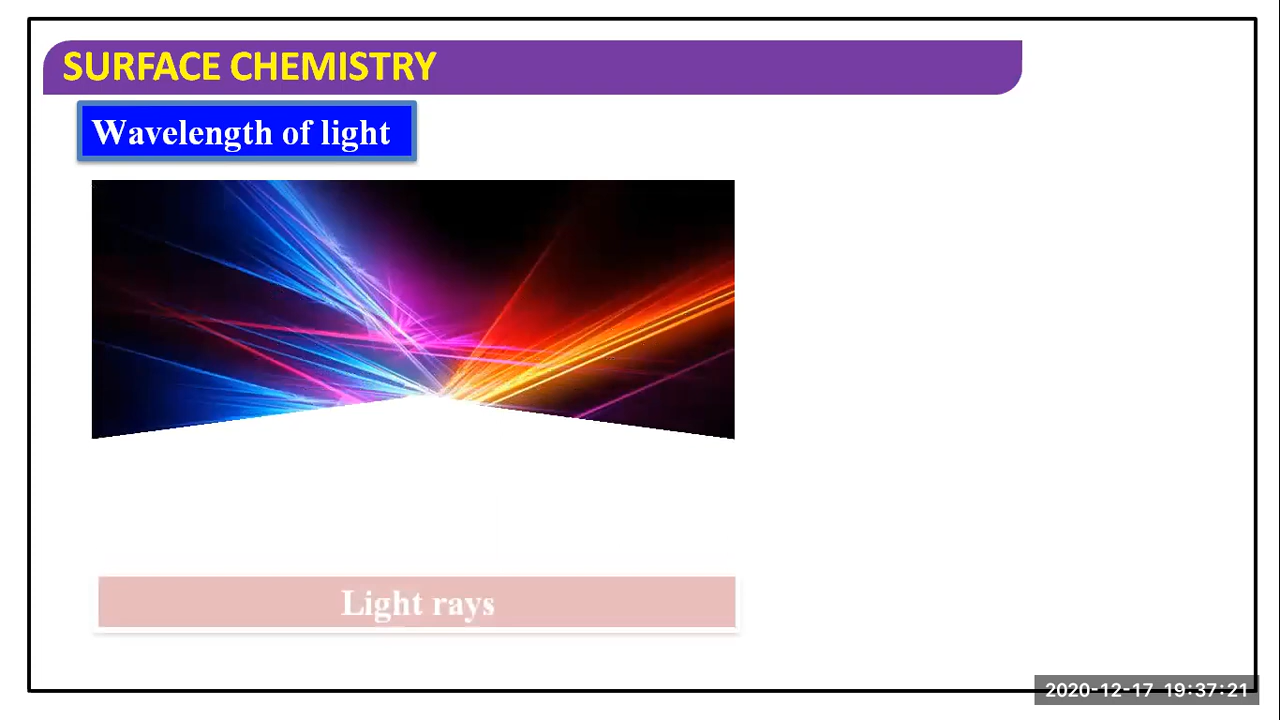 SURFACE CHEMISTRY
Wavelength of light
Light rays
2020-12-17 19:37:21